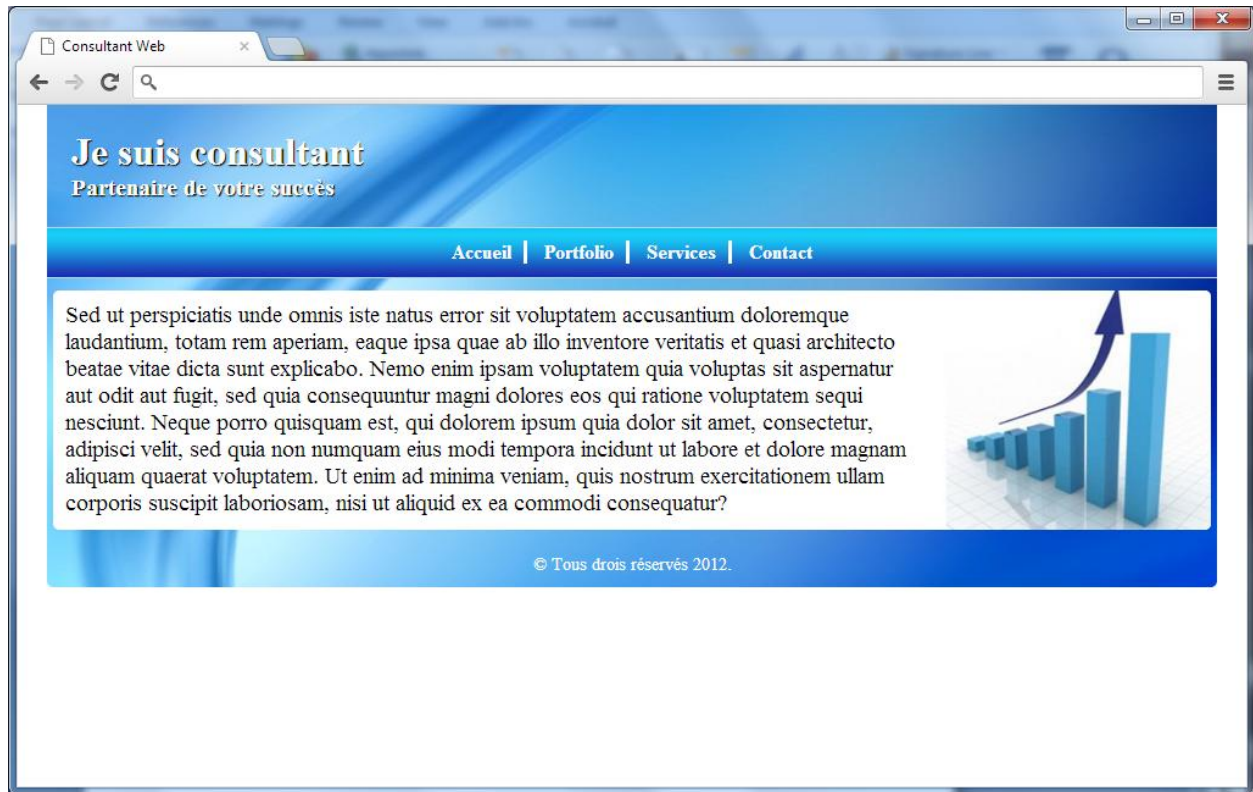 Consultant Web
Je suis consultant
Partenaire de votre succès
Accueil Portfolio Services Contact
Sed ut perspiciatis unde omnis iste natus error sit voluptatem accusantium doloremque
laudantium, totam rem aperiam, eaque ipsa quae ab illo inventore veritatis et quasi architecto
beatae vitae dicta sunt explicabo. Nemo enim ipsam voluptatem quia voluptas sit aspernatur
aut odit aut fugit, sed quia consequuntur magni dolores eos qui ratione voluptatem sequi
nesciunt. Neque porro quisquam est, qui dolorem ipsum quia dolor sit amet, consectetur,
adipisci velit, sed quia non numquam eius modi tempora incidunt ut labore et dolore magnam
aliquam quaerat voluptatem. Ut enim ad minima veniam, quis nostrum exercitationem ullam
corporis suscipit laboriosam, nisi ut aliquid ex ea commodi consequatur?
© Tous drois réservés 2012.